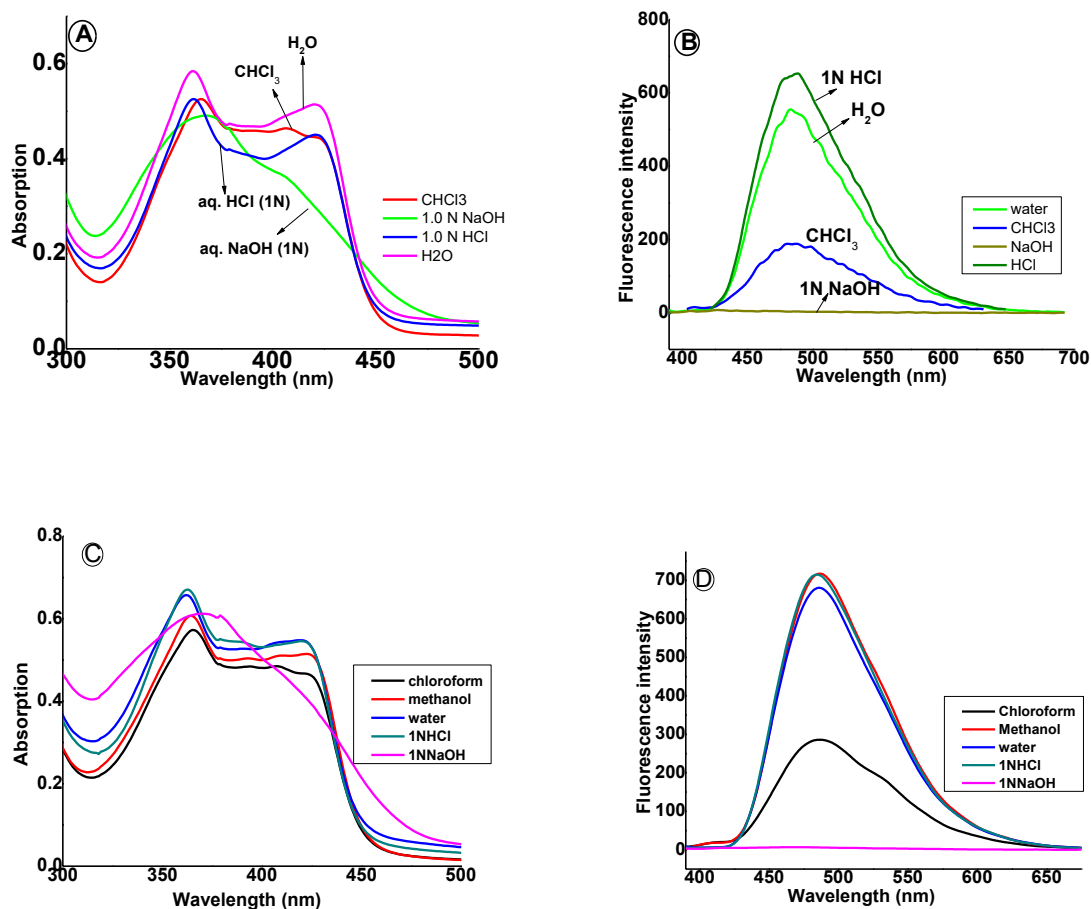 A
Absorption
0.6
0.4
0.2
0.0
300
350
400
450
500
Wavelength (nm)
H2O
CHCl3
aq. HCl (1N)
aq. NaOH (1N)
CHCl3
1.0 N NaOH
1.0 N HCl
H2O
B
Fluorescence intensity
800
600
400
200
0
400
450
500
550
600
650
700
Wavelength (nm)
1N HCl
H2O
CHCl3
1N NaOH
water
CHCl3
NaOH
HCl
C
Absorption
0.8
0.6
0.4
0.2
0.0
300
350
400
450
500
Wavelength (nm)
chloroform
methanol
water
1NHCl
1NNaOH
D
Fluorescence intensity
700
600
500
400
300
200
100
0
400
450
500
550
600
650
Wavelength (nm)
Chloroform
Methanol
water
1NHCl
1NNaOH